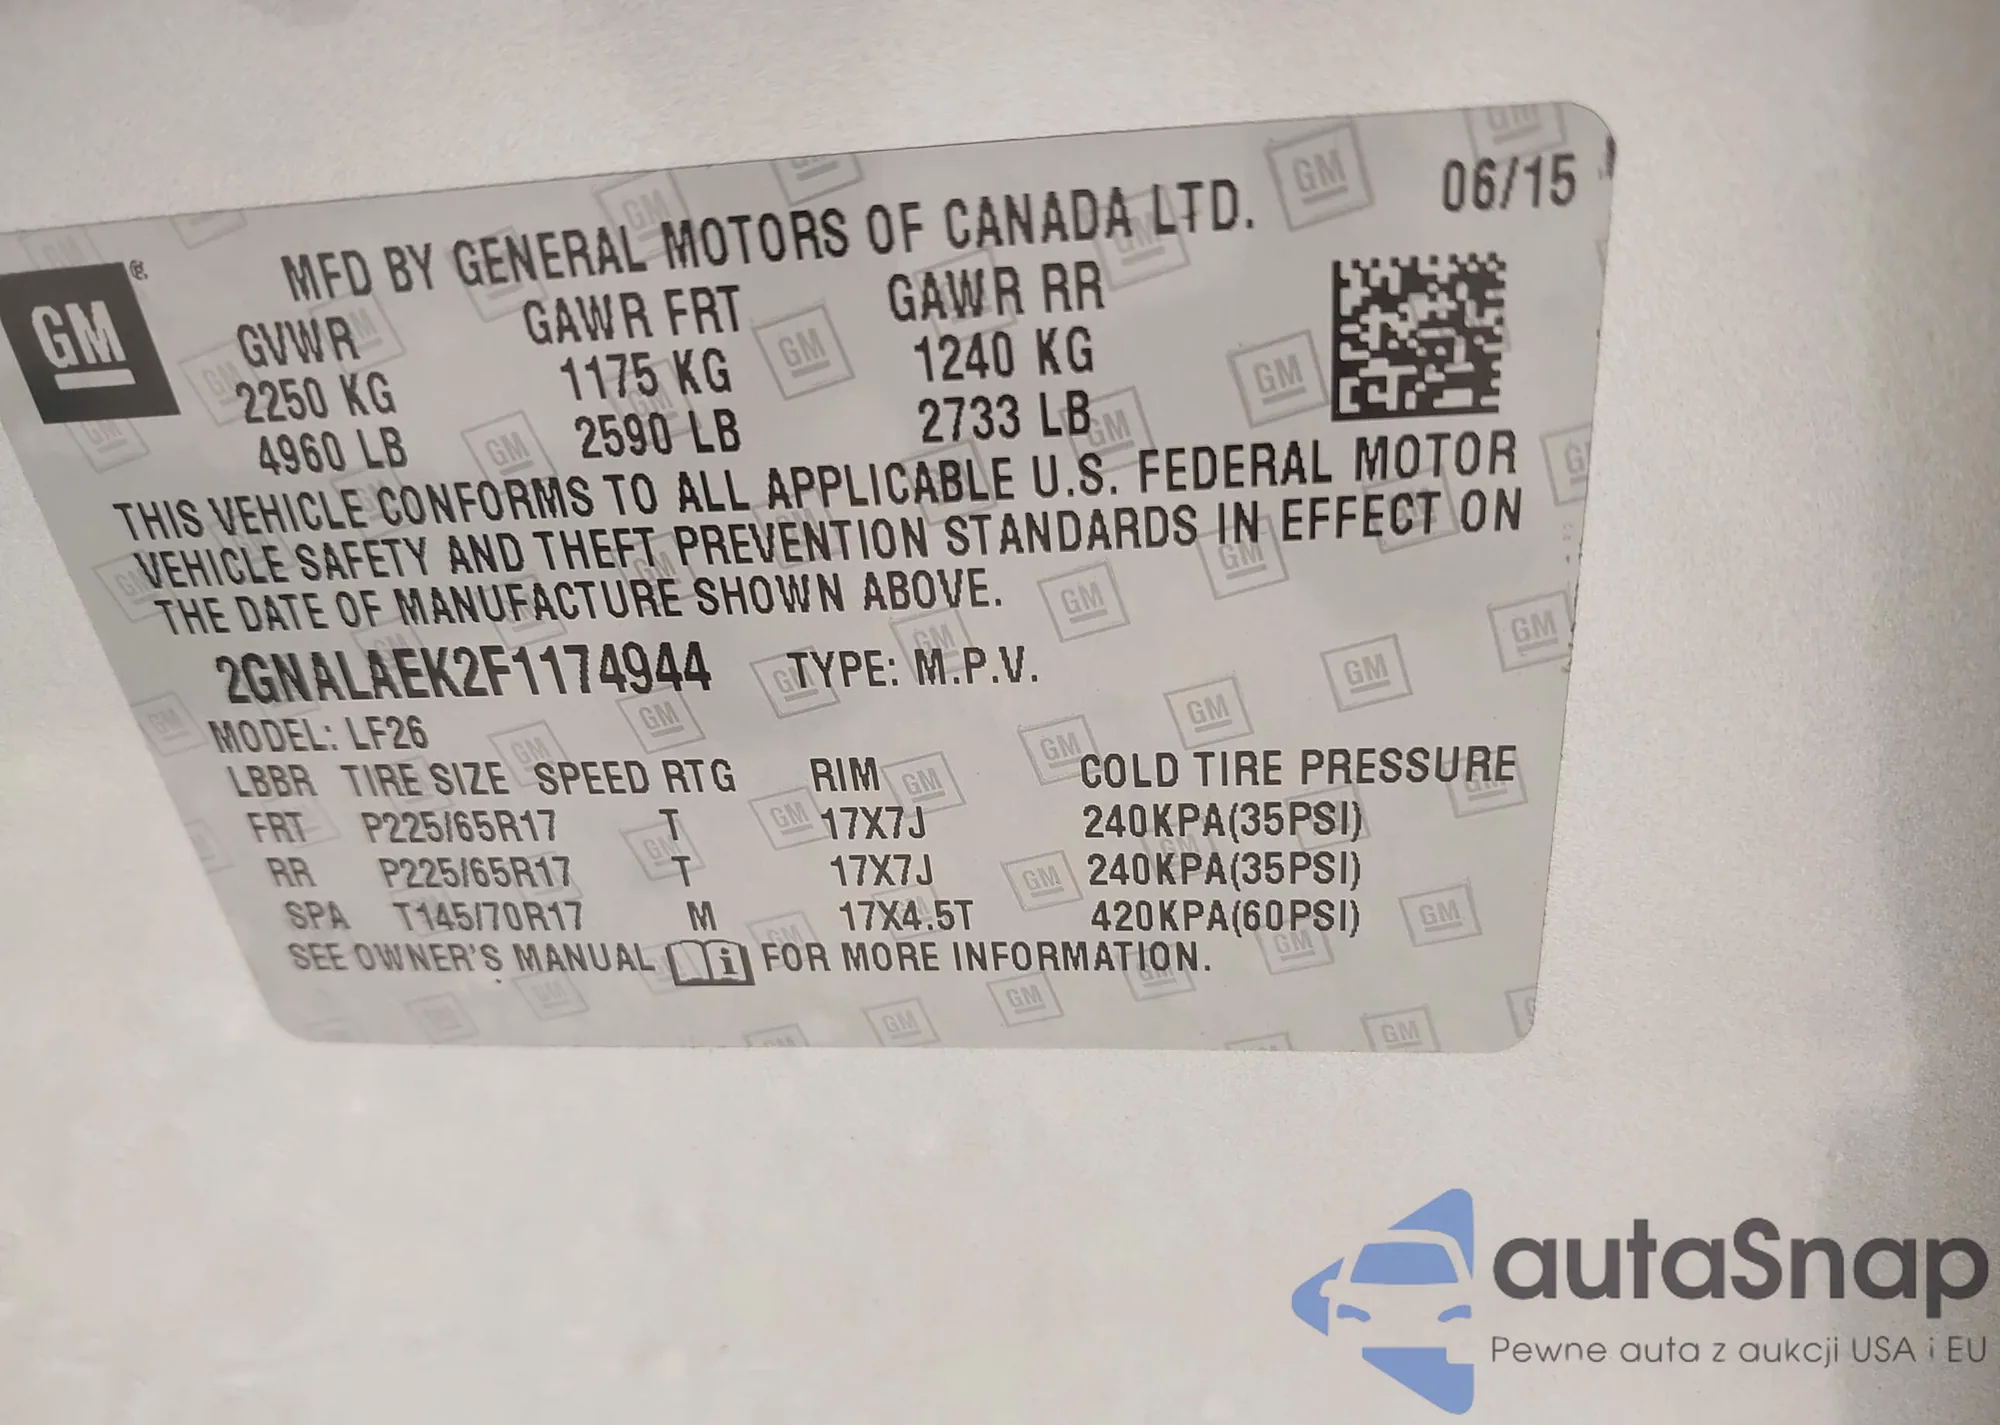 06/15
MFD BY GENERAL MOTORS OF CANADA LTD.
GM®
GVWR GAWR FRT GAWR RR
2250 KG 1175 KG 1240 KG
4960 LB 2590 LB 2733 LB
THIS VEHICLE CONFORMS TO ALL APPLICABLE U.S. FEDERAL MOTOR
VEHICLE SAFETY AND THEFT PREVENTION STANDARDS IN EFFECT ON
THE DATE OF MANUFACTURE SHOWN ABOVE.
2GNALAEK2F1174944 TYPE: M.P.V.
MODEL: LF26
LBBR TIRE SIZE SPEED RTG RIM COLD TIRE PRESSURE
FRT P225/65R17 T 17X7J 240KPA(35PSI)
RR P225/65R17 T 17X7J 240KPA(35PSI)
SPA T145/70R17 M 17X4.5T 420KPA(60PSI)
SEE OWNER'S MANUAL i FOR MORE INFORMATION.
autaSnap
Pewne auta z aukcji USA i EU